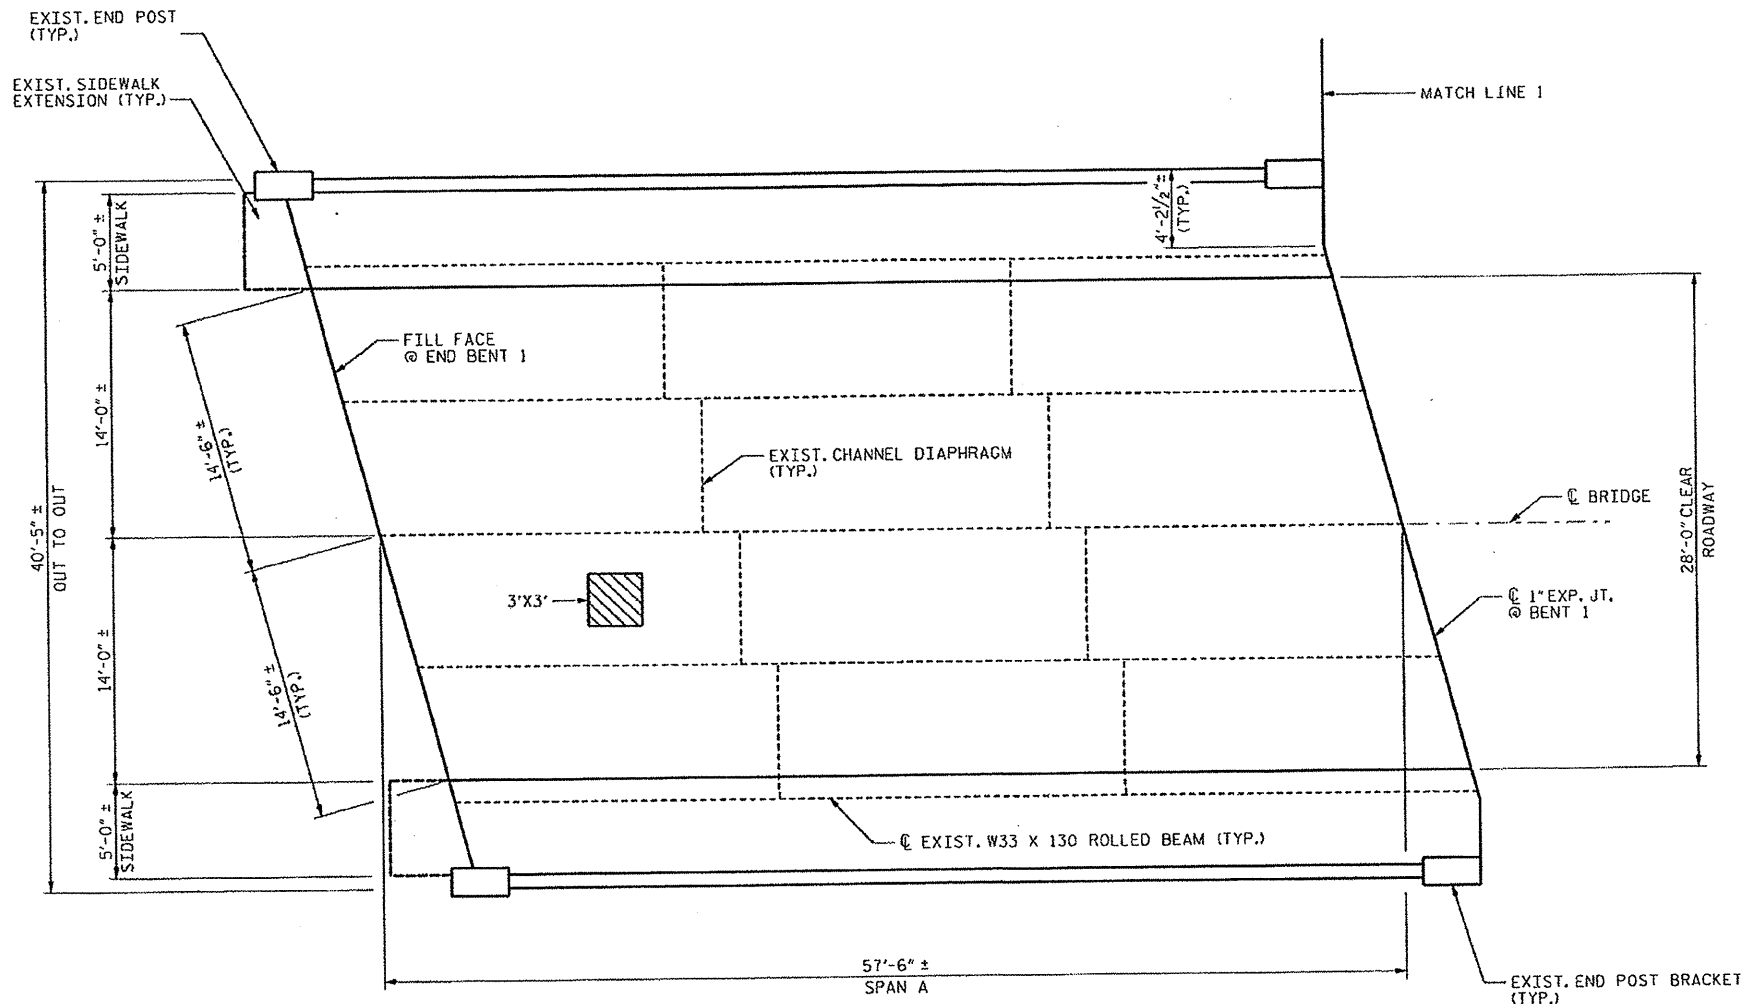 EXIST. END POST
(TYP.)
EXIST. SIDEWALK
EXTENSION (TYP.)
MATCH LINE 1
4'-2½"±
(TYP.)
5'-0" ±
SIDEWALK
FILL FACE
@ END BENT 1
14'-0" ±
14'-6" ±
(TYP.)
EXIST. CHANNEL DIAPHRAGM
(TYP.)
40'-5" ±
OUT TO OUT
℄ BRIDGE
28'-0" CLEAR
ROADWAY
3'X3'
℄ 1" EXP. JT.
@ BENT 1
14'-0" ±
14'-6" ±
(TYP.)
5'-0" ±
SIDEWALK
℄ EXIST. W33 X 130 ROLLED BEAM (TYP.)
57'-6" ±
SPAN A
EXIST. END POST BRACKET
(TYP.)